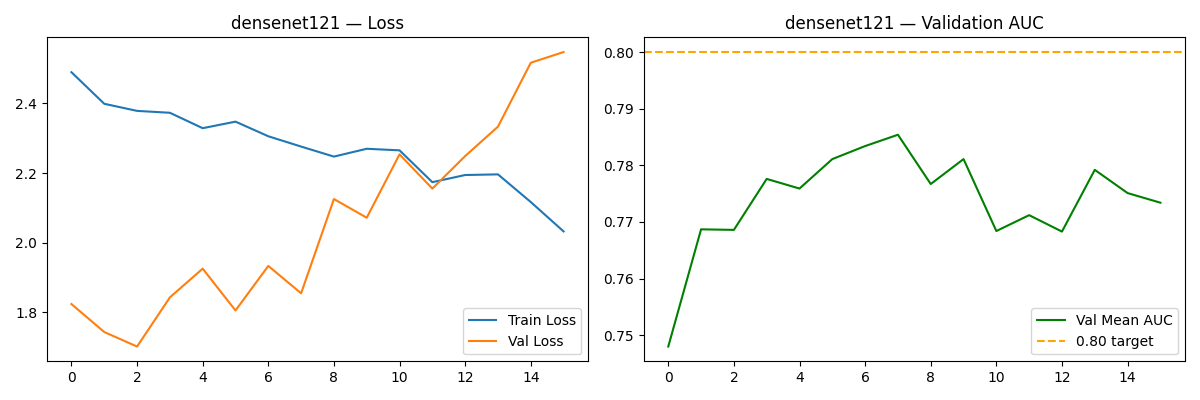 densenet121 — Loss
2.4
2.2
2.0
1.8
0 2 4 6 8 10 12 14
Train Loss
Val Loss
densenet121 — Validation AUC
0.80
0.79
0.78
0.77
0.76
0.75
0 2 4 6 8 10 12 14
Val Mean AUC
0.80 target